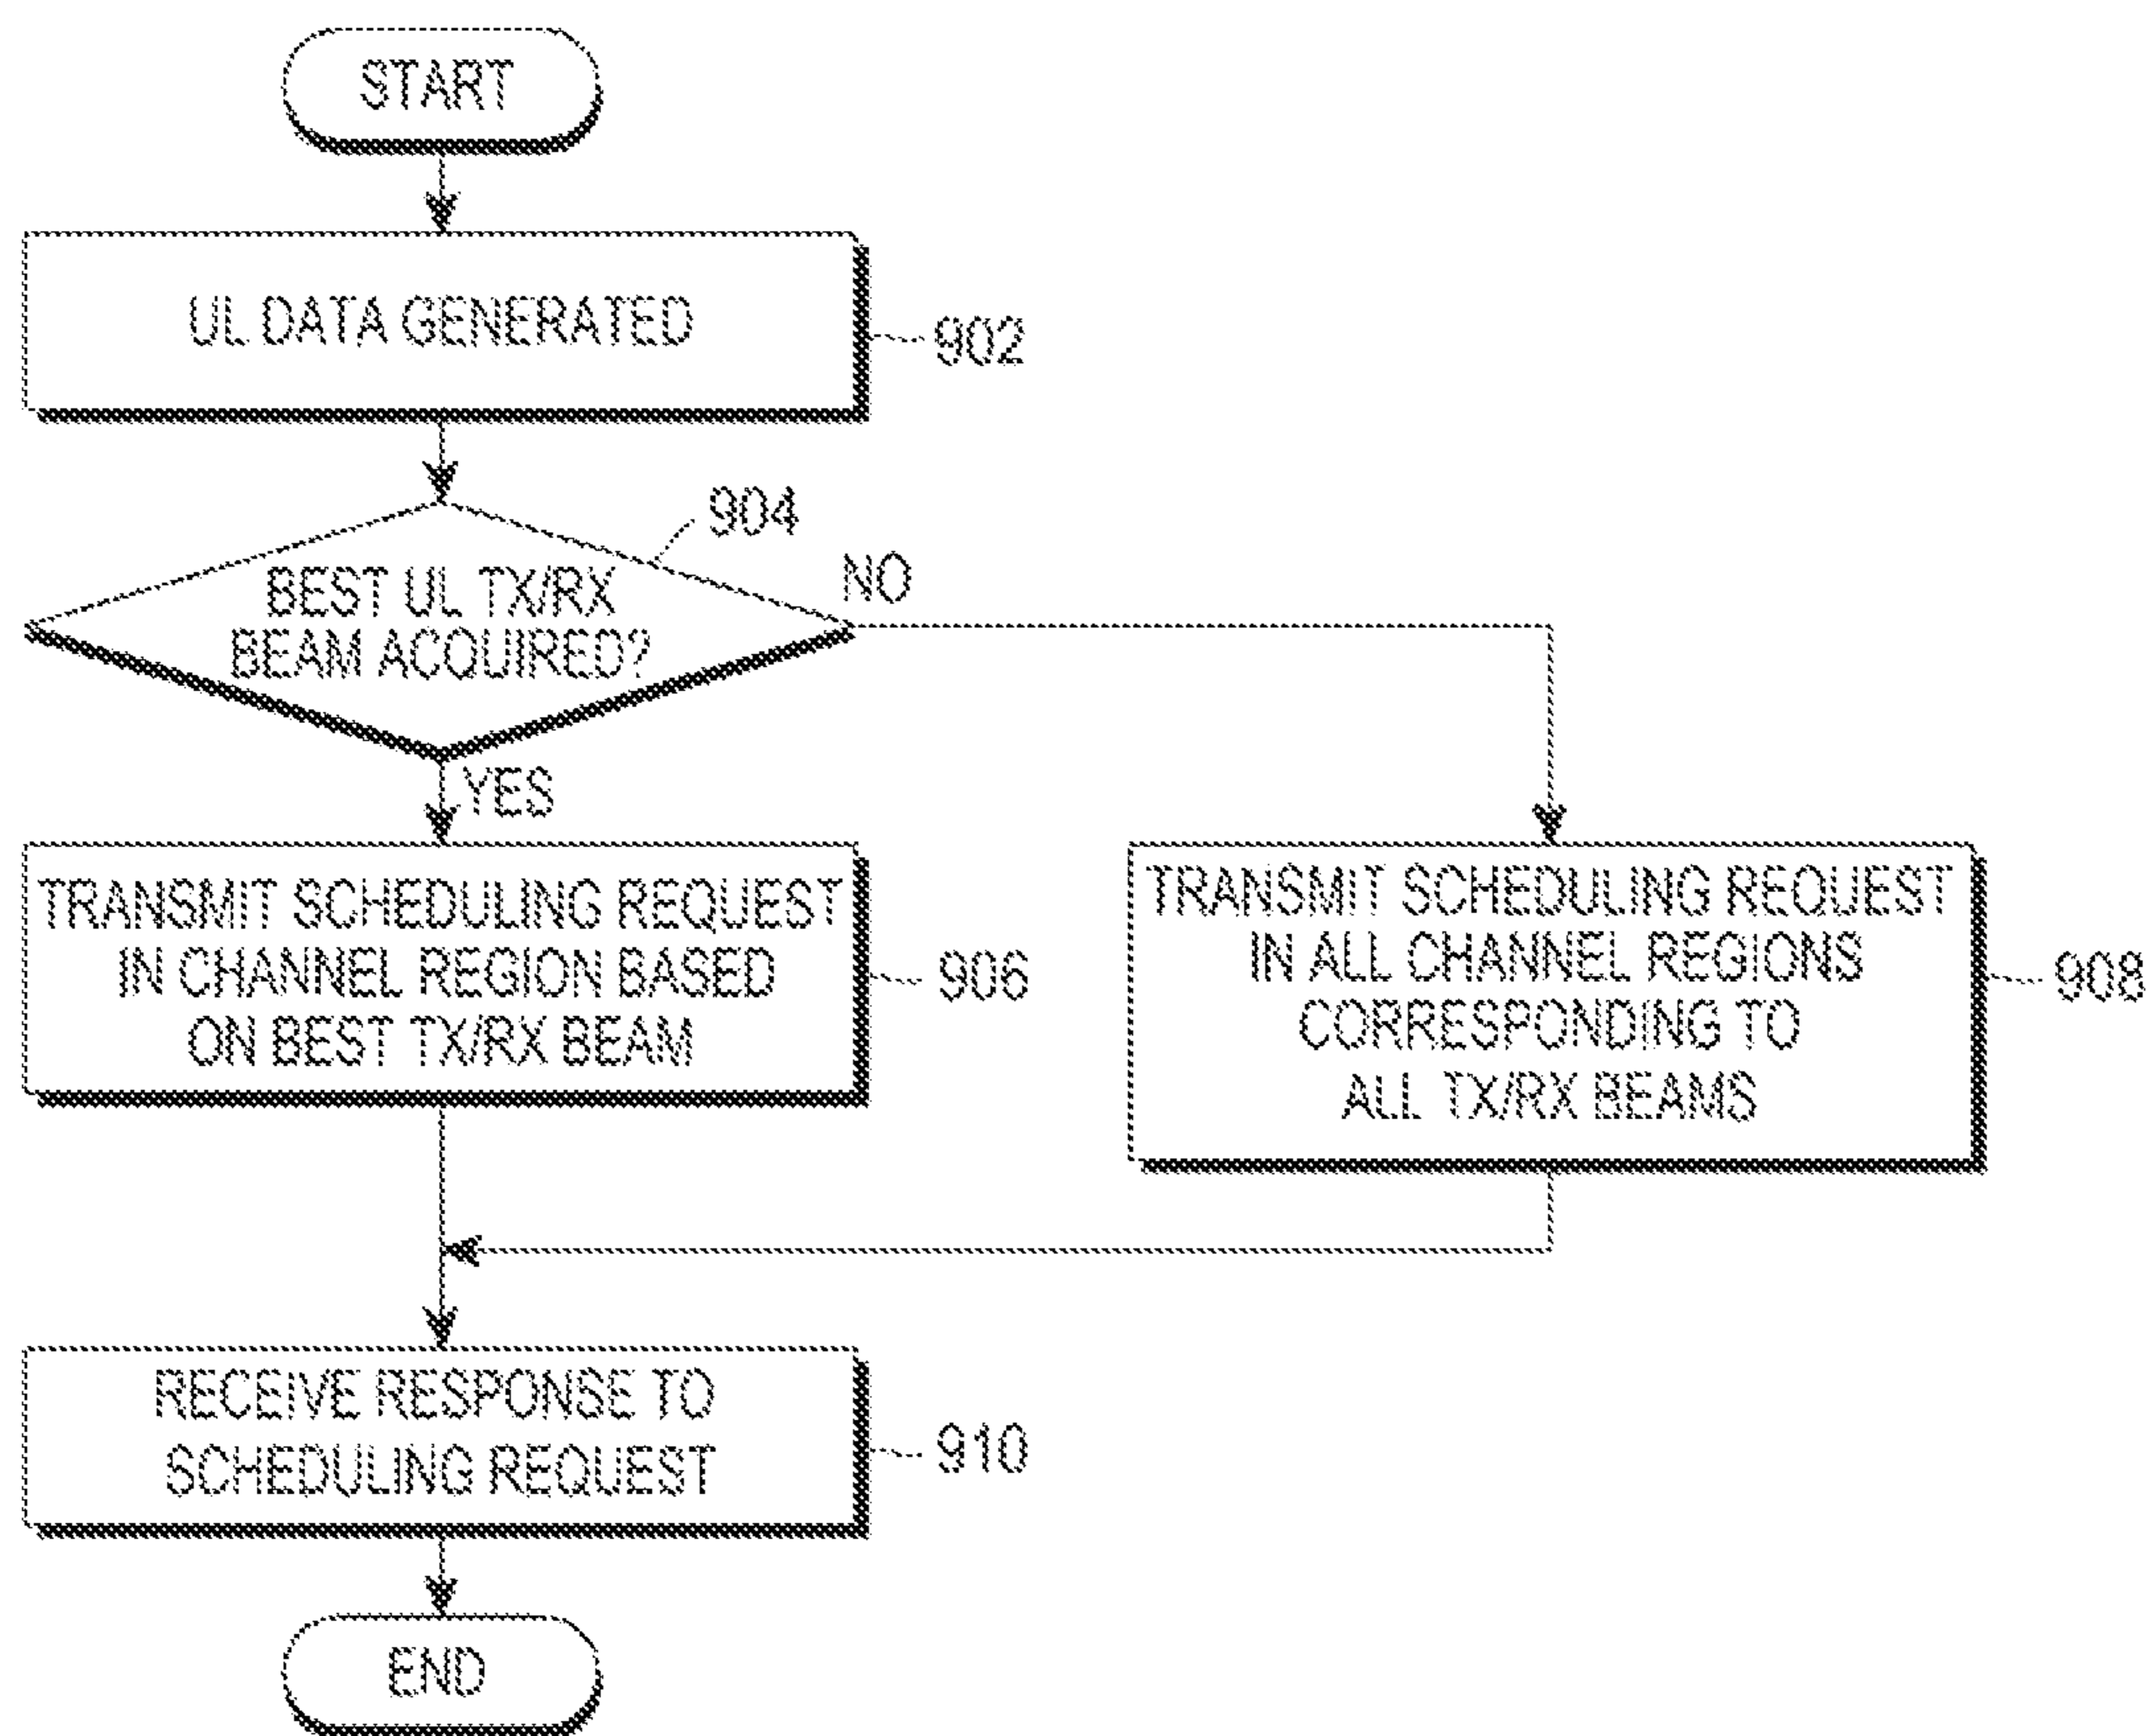 START
UL DATA GENERATED
902
904
BEST UL TX/RX
BEAM ACQUIRED?
NO
YES
TRANSMIT SCHEDULING REQUEST
IN CHANNEL REGION BASED
ON BEST TX/RX BEAM
906
TRANSMIT SCHEDULING REQUEST
IN ALL CHANNEL REGIONS
CORRESPONDING TO
ALL TX/RX BEAMS
908
RECEIVE RESPONSE TO
SCHEDULING REQUEST
910
END